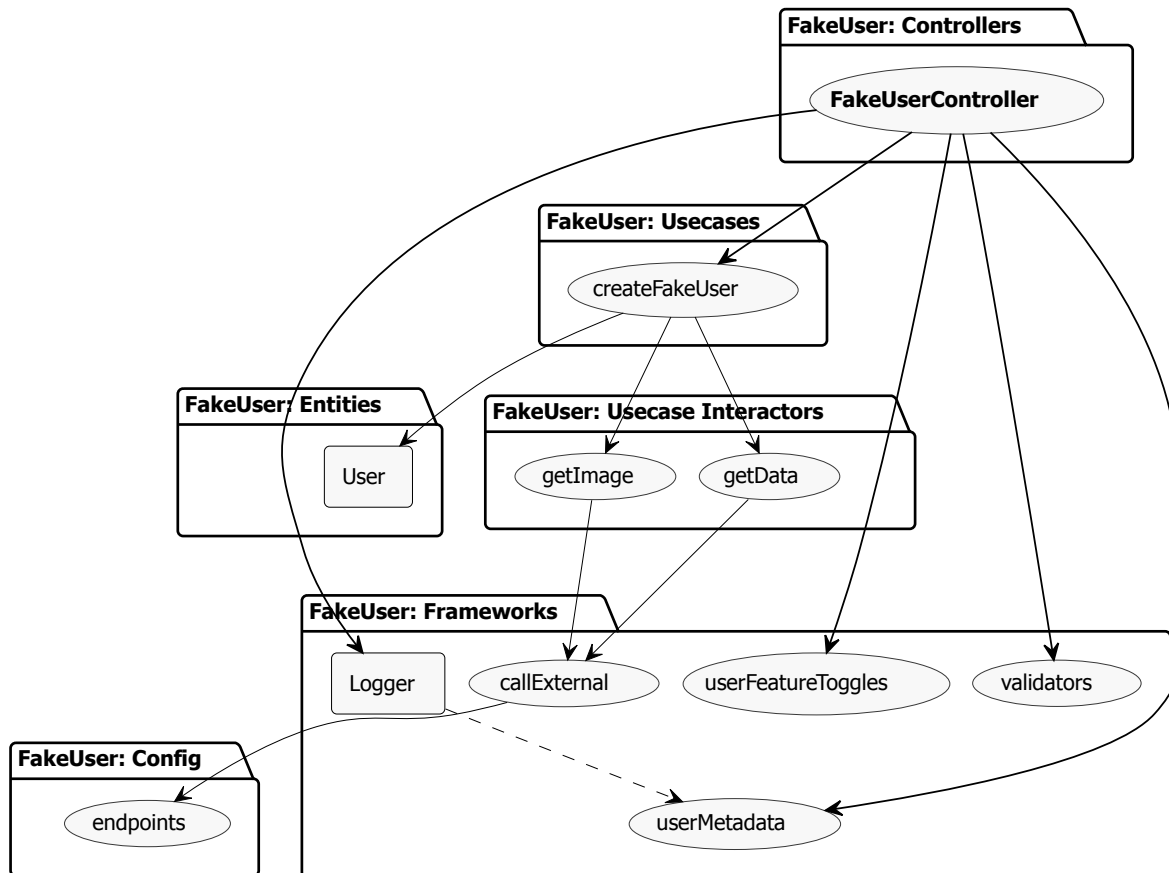 FakeUser: Controllers
FakeUserController
FakeUser: Usecases
createFakeUser
FakeUser: Entities
User
FakeUser: Usecase Interactors
getImage
getData
FakeUser: Frameworks
Logger
callExternal
userFeatureToggles
validators
FakeUser: Config
endpoints
userMetadata